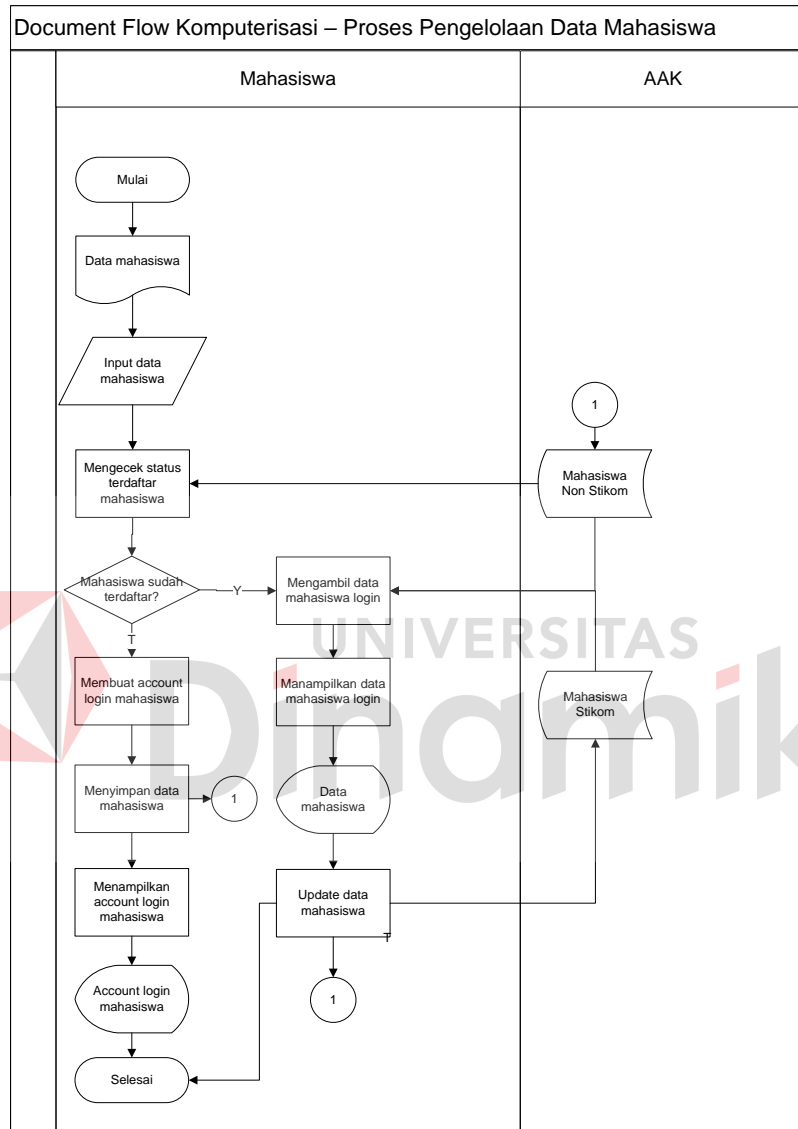 Document Flow Komputerisasi – Proses Pengelolaan Data Mahasiswa
Mahasiswa
AAK
Mulai
Data mahasiswa
Input data
mahasiswa
1
Mengecek status
terdaftar
mahasiswa
Mahasiswa
Non Stikom
Mahasiswa sudah
terdaftar?
Y
Mengambil data
mahasiswa login
T
UNIVERSITAS
Dinamik
Membuat account
login mahasiswa
Manampilkan data
mahasiswa login
Mahasiswa
Stikom
Menyimpan data
mahasiswa
1
Data
mahasiswa
Menampilkan
account login
mahasiswa
Update data
mahasiswa
T
Account login
mahasiswa
1
Selesai